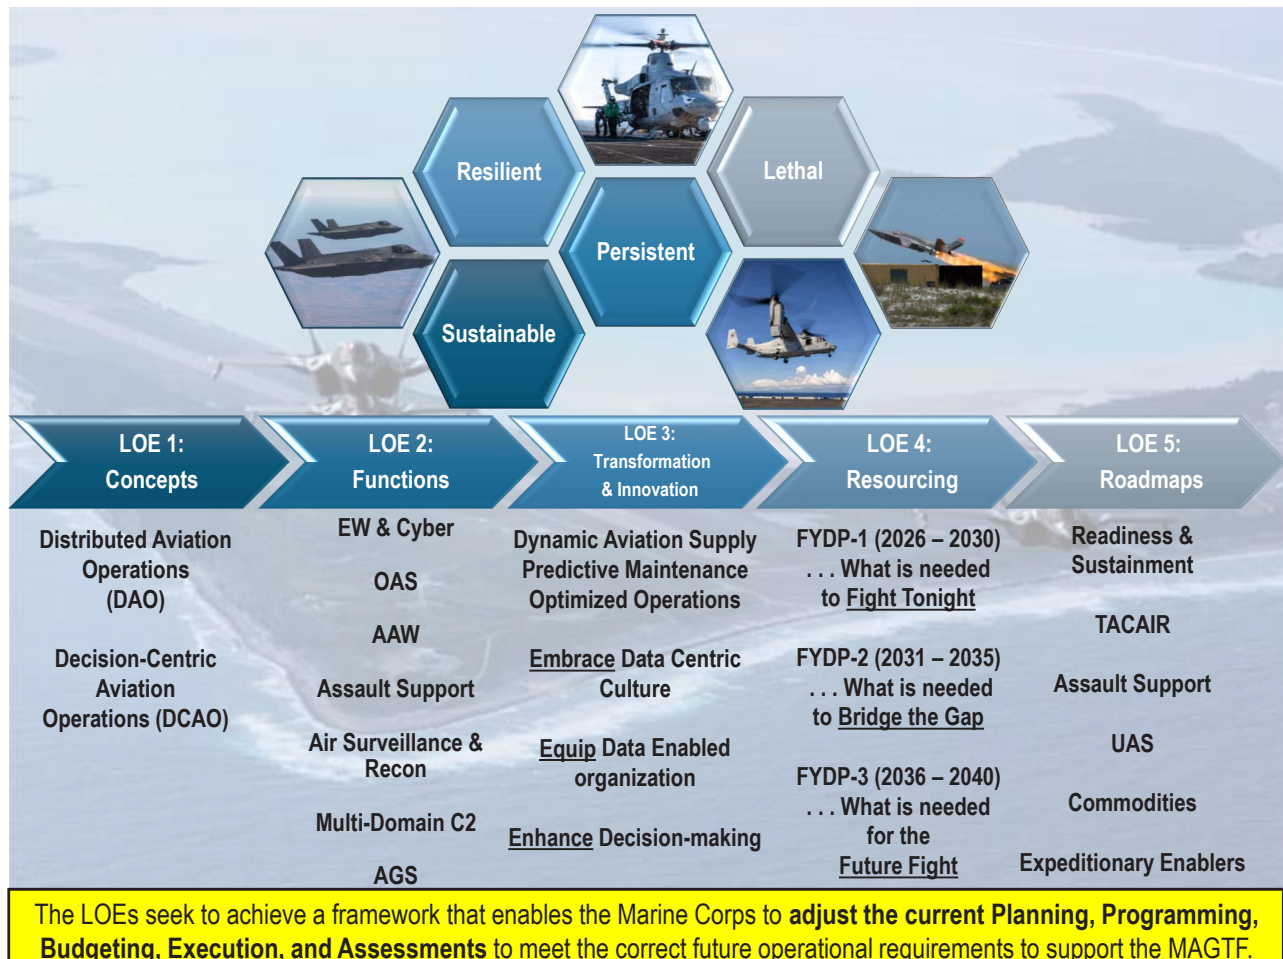 Resilient
Lethal
Persistent
Sustainable
LOE 1:
Concepts
LOE 2:
Functions
LOE 3:
Transformation
& Innovation
LOE 4:
Resourcing
LOE 5:
Roadmaps
Distributed Aviation
Operations
(DAO)
Decision-Centric
Aviation
Operations (DCAO)
EW & Cyber
OAS
AAW
Assault Support
Air Surveillance &
Recon
Multi-Domain C2
AGS
Dynamic Aviation Supply
Predictive Maintenance
Optimized Operations
Embrace Data Centric
Culture
Equip Data Enabled
organization
Enhance Decision-making
FYDP-1 (2026 – 2030)
. . . What is needed
to Fight Tonight
FYDP-2 (2031 – 2035)
. . . What is needed
to Bridge the Gap
FYDP-3 (2036 – 2040)
. . . What is needed
for the
Future Fight
Readiness &
Sustainment
TACAIR
Assault Support
UAS
Commodities
Expeditionary Enablers
The LOEs seek to achieve a framework that enables the Marine Corps to adjust the current Planning, Programming,
Budgeting, Execution, and Assessments to meet the correct future operational requirements to support the MAGTF.